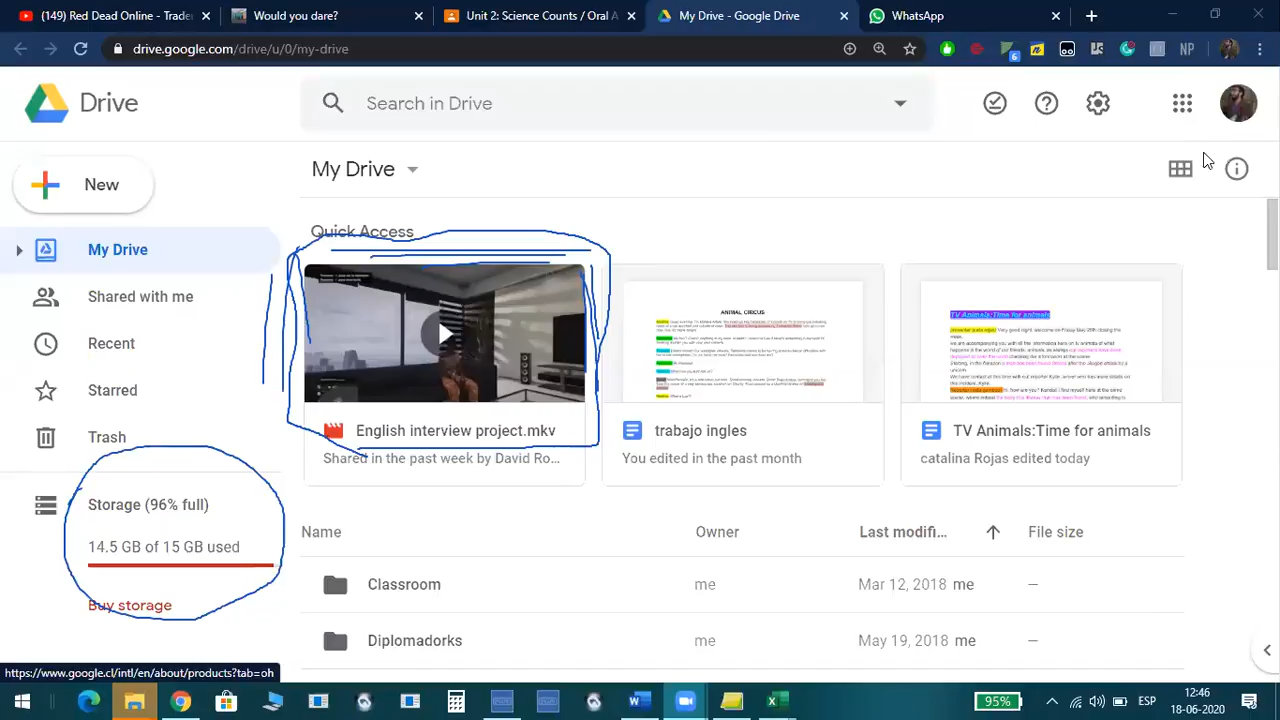 (149) Red Dead Online - Trader
Would you dare?
Unit 2: Science Counts / Oral A
My Drive - Google Drive
WhatsApp
drive.google.com/drive/u/0/my-drive
6
NP
Drive
Search in Drive
New
My Drive
My Drive
Shared with me
Recent
Starred
Trash
Storage (96% full)
14.5 GB of 15 GB used
Buy storage
Quick Access
English interview project.mkv
Shared in the past week by David Ro...
ANIMAL CIRCUS
trabajo ingles
You edited in the past month
TV Animals:Time for animals
TV Animals:Time for animals
catalina Rojas edited today
Name Owner Last modifi... File size
Classroom me Mar 12, 2018 me —
Diplomadorks me May 19, 2018 me —
https://www.google.cl/intl/en/about/products?tab=oh
95%
ESP
12:46
18-06-2020